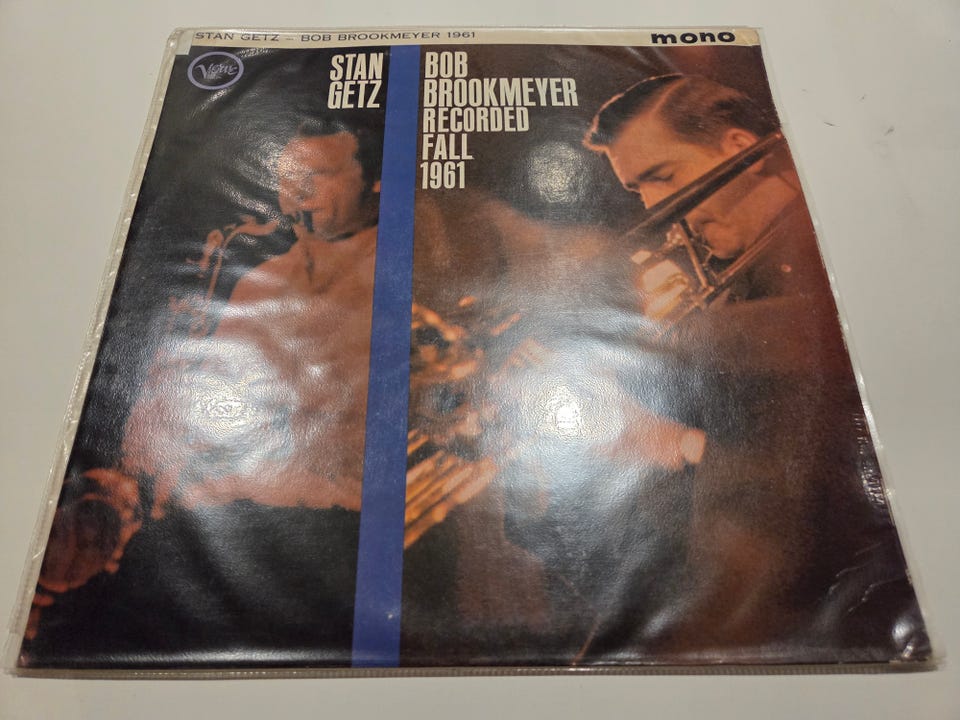 STAN GETZ - BOB BROOKMEYER 1961
mono
Verve
STAN
GETZ
BOB
BROOKMEYER
RECORDED
FALL
1961